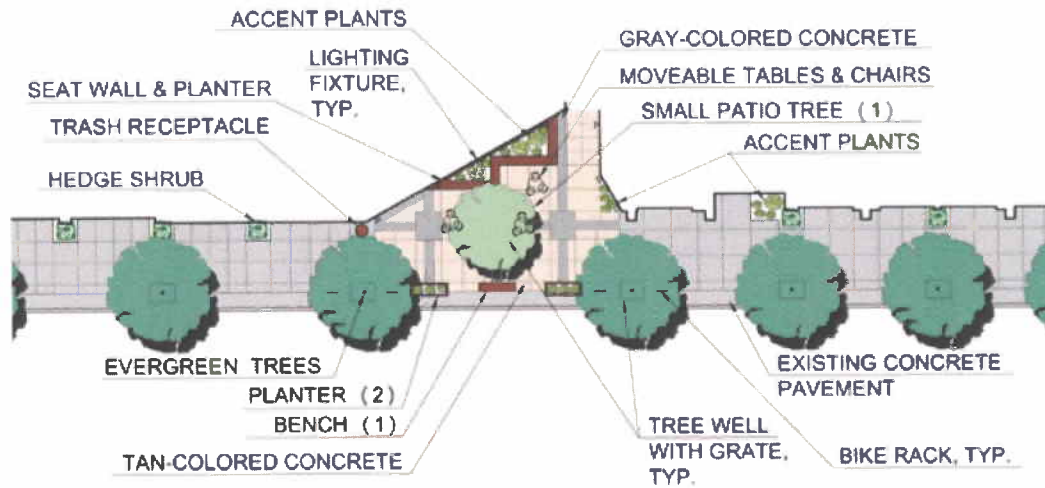 ACCENT PLANTS
LIGHTING
FIXTURE,
TYP.
SEAT WALL & PLANTER
TRASH RECEPTACLE
HEDGE SHRUB
GRAY-COLORED CONCRETE
MOVEABLE TABLES & CHAIRS
SMALL PATIO TREE (1)
ACCENT PLANTS
EVERGREEN TREES
PLANTER (2)
BENCH (1)
TAN-COLORED CONCRETE
TREE WELL
WITH GRATE,
TYP.
EXISTING CONCRETE
PAVEMENT
BIKE RACK, TYP.